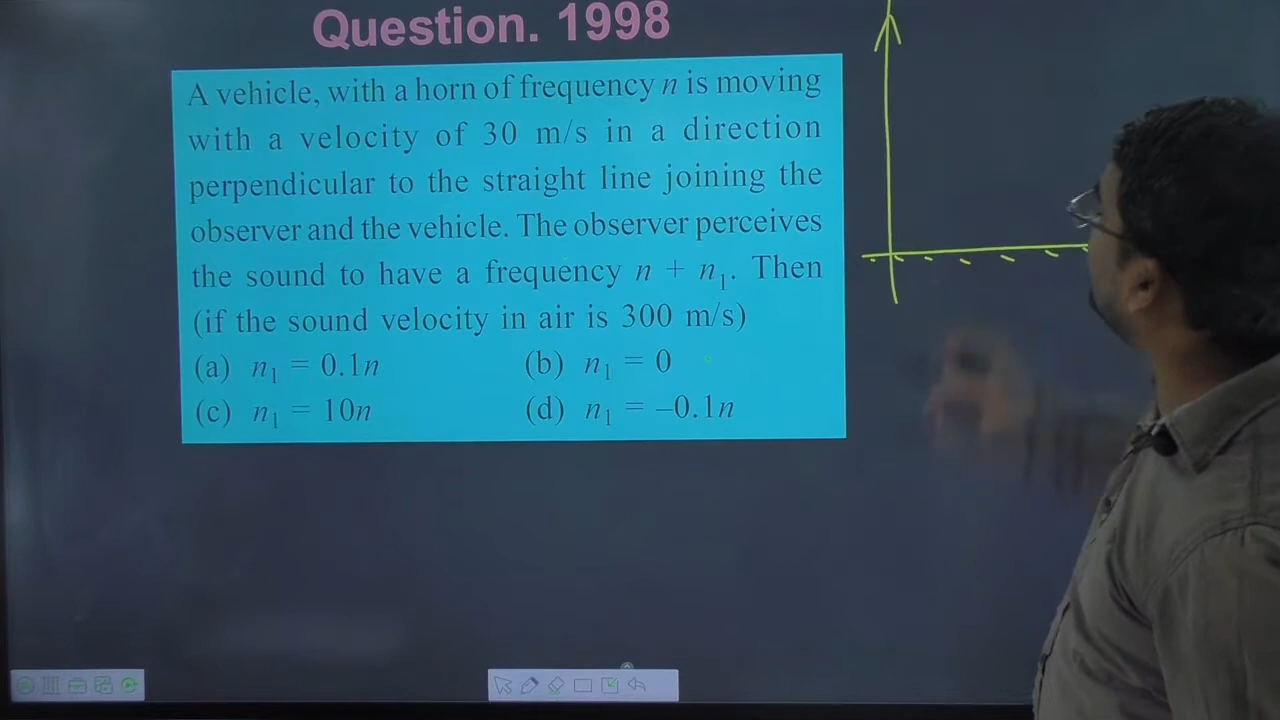 Question. 1998
A vehicle, with a horn of frequency n is moving
with a velocity of 30 m/s in a direction
perpendicular to the straight line joining the
observer and the vehicle. The observer perceives
the sound to have a frequency n + n₁. Then
(if the sound velocity in air is 300 m/s)
(a) n₁ = 0.1n (b) n₁ = 0
(c) n₁ = 10n (d) n₁ = –0.1n